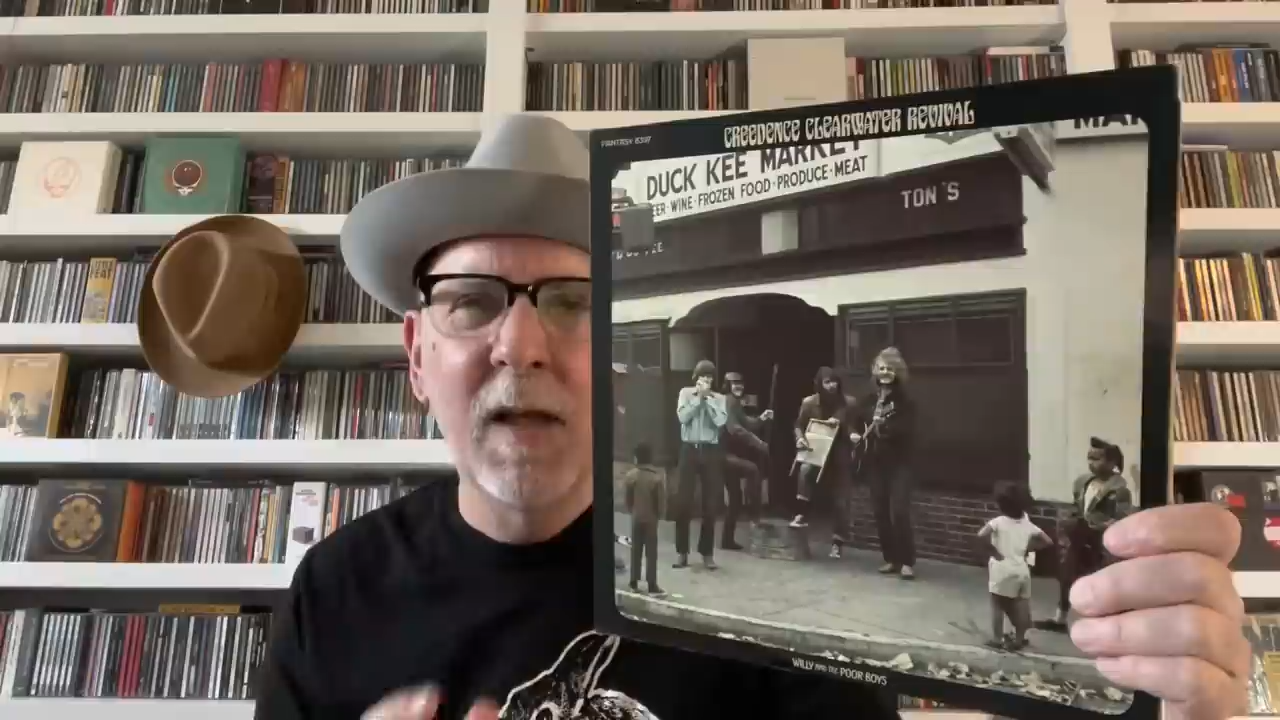 FANTASY 8397
CREEDENCE CLEARWATER REVIVAL
DUCK KEE MARKET
BEER·WINE·FROZEN FOOD·PRODUCE·MEAT
TON'S
MAR
WILLY AND THE POOR BOYS